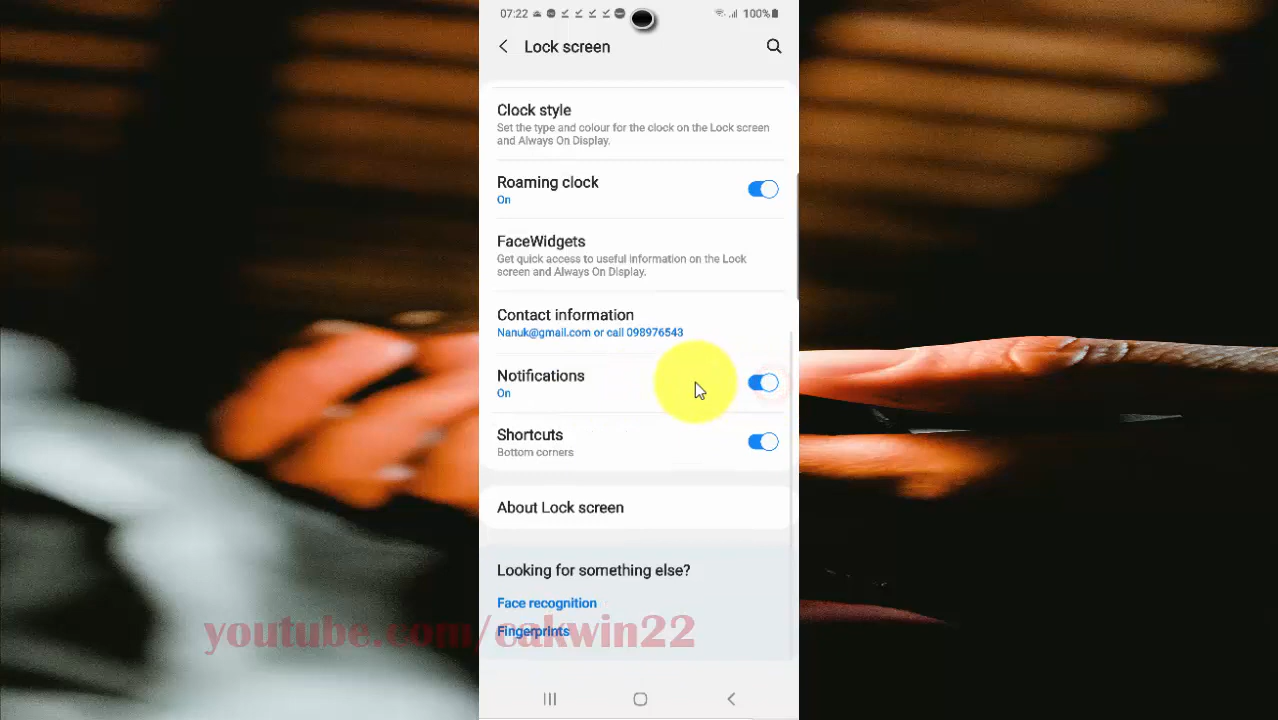 07:22
100%
Lock screen
Clock style
Set the type and colour for the clock on the Lock screen
and Always On Display.
Roaming clock
On
FaceWidgets
Get quick access to useful information on the Lock
screen and Always On Display.
Contact information
Nanuk@gmail.com or call 098976543
Notifications
On
Shortcuts
Bottom corners
About Lock screen
Looking for something else?
Face recognition
Fingerprints
youtube.com/cakwin22